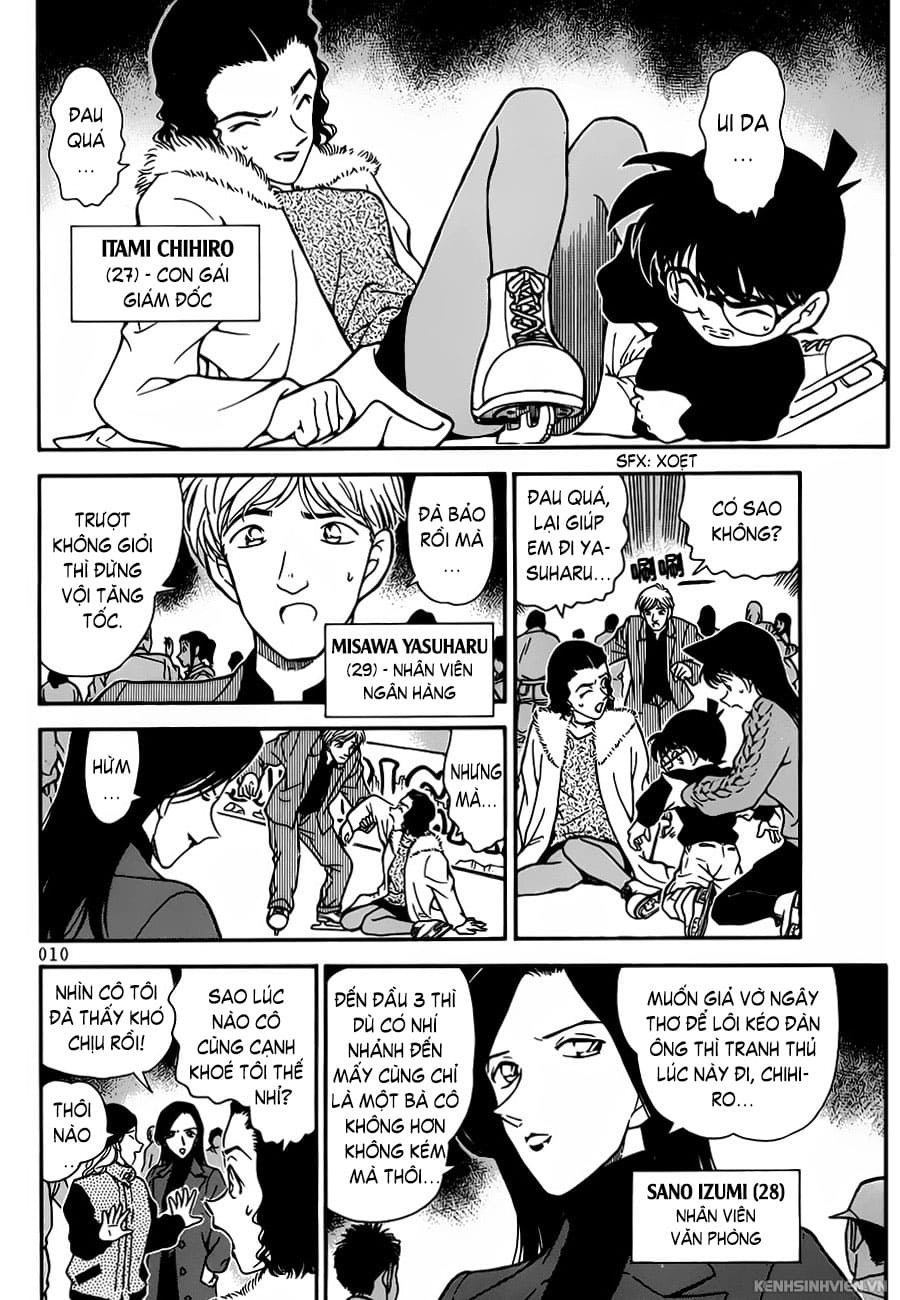 ĐAU
QUÁ
...
UI DA
...
ITAMI CHIHIRO
(27) - CON GÁI
GIÁM ĐỐC
SFX: XOẸT
TRƯỢT
KHÔNG GIỎI
THÌ ĐỪNG
VỘI TĂNG
TỐC.
ĐÃ BẢO
RỒI MÀ
...
MISAWA YASUHARU
(29) - NHÂN VIÊN
NGÂN HÀNG
ĐAU QUÁ,
LẠI GIÚP
EM ĐI YA-
SUHARU...
CÓ SAO
KHÔNG?
唰唰
HỪM
...
NHƯNG
MÀ...
010
NHÌN CÔ TÔI
ĐÃ THẤY KHÓ
CHỊU RỒI!
THÔI
NÀO
...
SAO LÚC
NÀO CÔ
CŨNG CẠNH
KHOÉ TÔI THẾ
NHỈ?
ĐẾN ĐẦU 3 THÌ
DÙ CÓ NHÍ
NHẢNH ĐẾN
MẤY CŨNG CHỈ
LÀ MỘT BÀ CÔ
KHÔNG HƠN
KHÔNG KÉM
MÀ THÔI...
MUỐN GIẢ VỜ NGÂY
THƠ ĐỂ LÔI KÉO ĐÀN
ÔNG THÌ TRANH THỦ
LÚC NÀY ĐI, CHIHI-
RO...
SANO IZUMI (28)
NHÂN VIÊN
VĂN PHÒNG
KENHSINHVIEN.VN